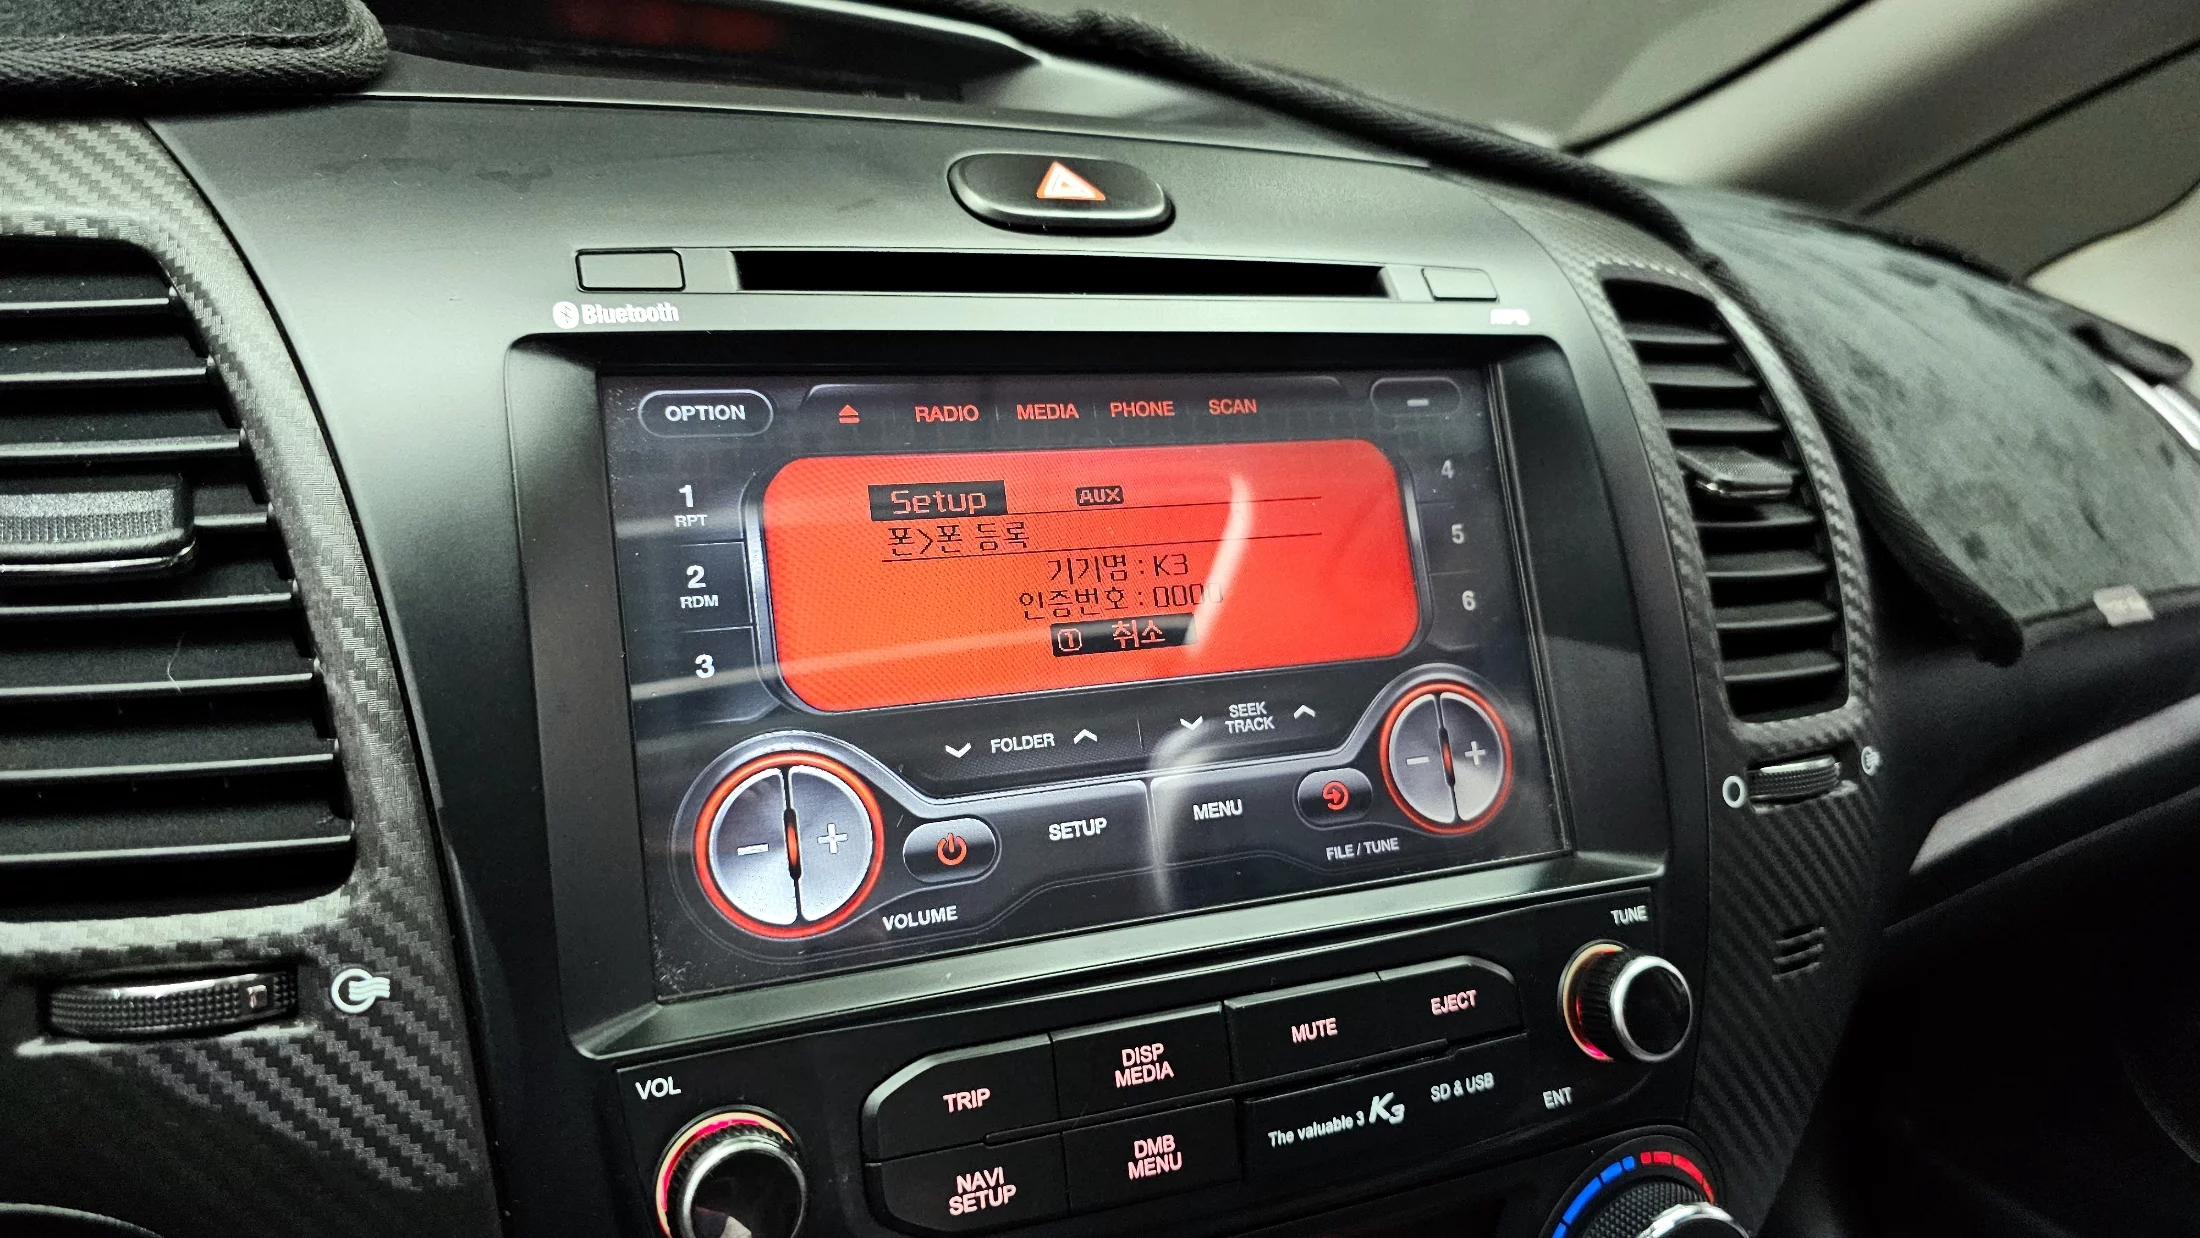 Bluetooth
OPTION
RADIO
MEDIA
PHONE
SCAN
1
RPT
2
RDM
3
4
5
6
Setup
AUX
폰>폰 등록
기기명 : K3
인증번호 : 0000
① 취소
FOLDER
SEEK
TRACK
SETUP
MENU
VOLUME
FILE / TUNE
VOL
TUNE
TRIP
DISP
MEDIA
MUTE
EJECT
NAVI
SETUP
DMB
MENU
The valuable 3 K3
SD & USB
ENT